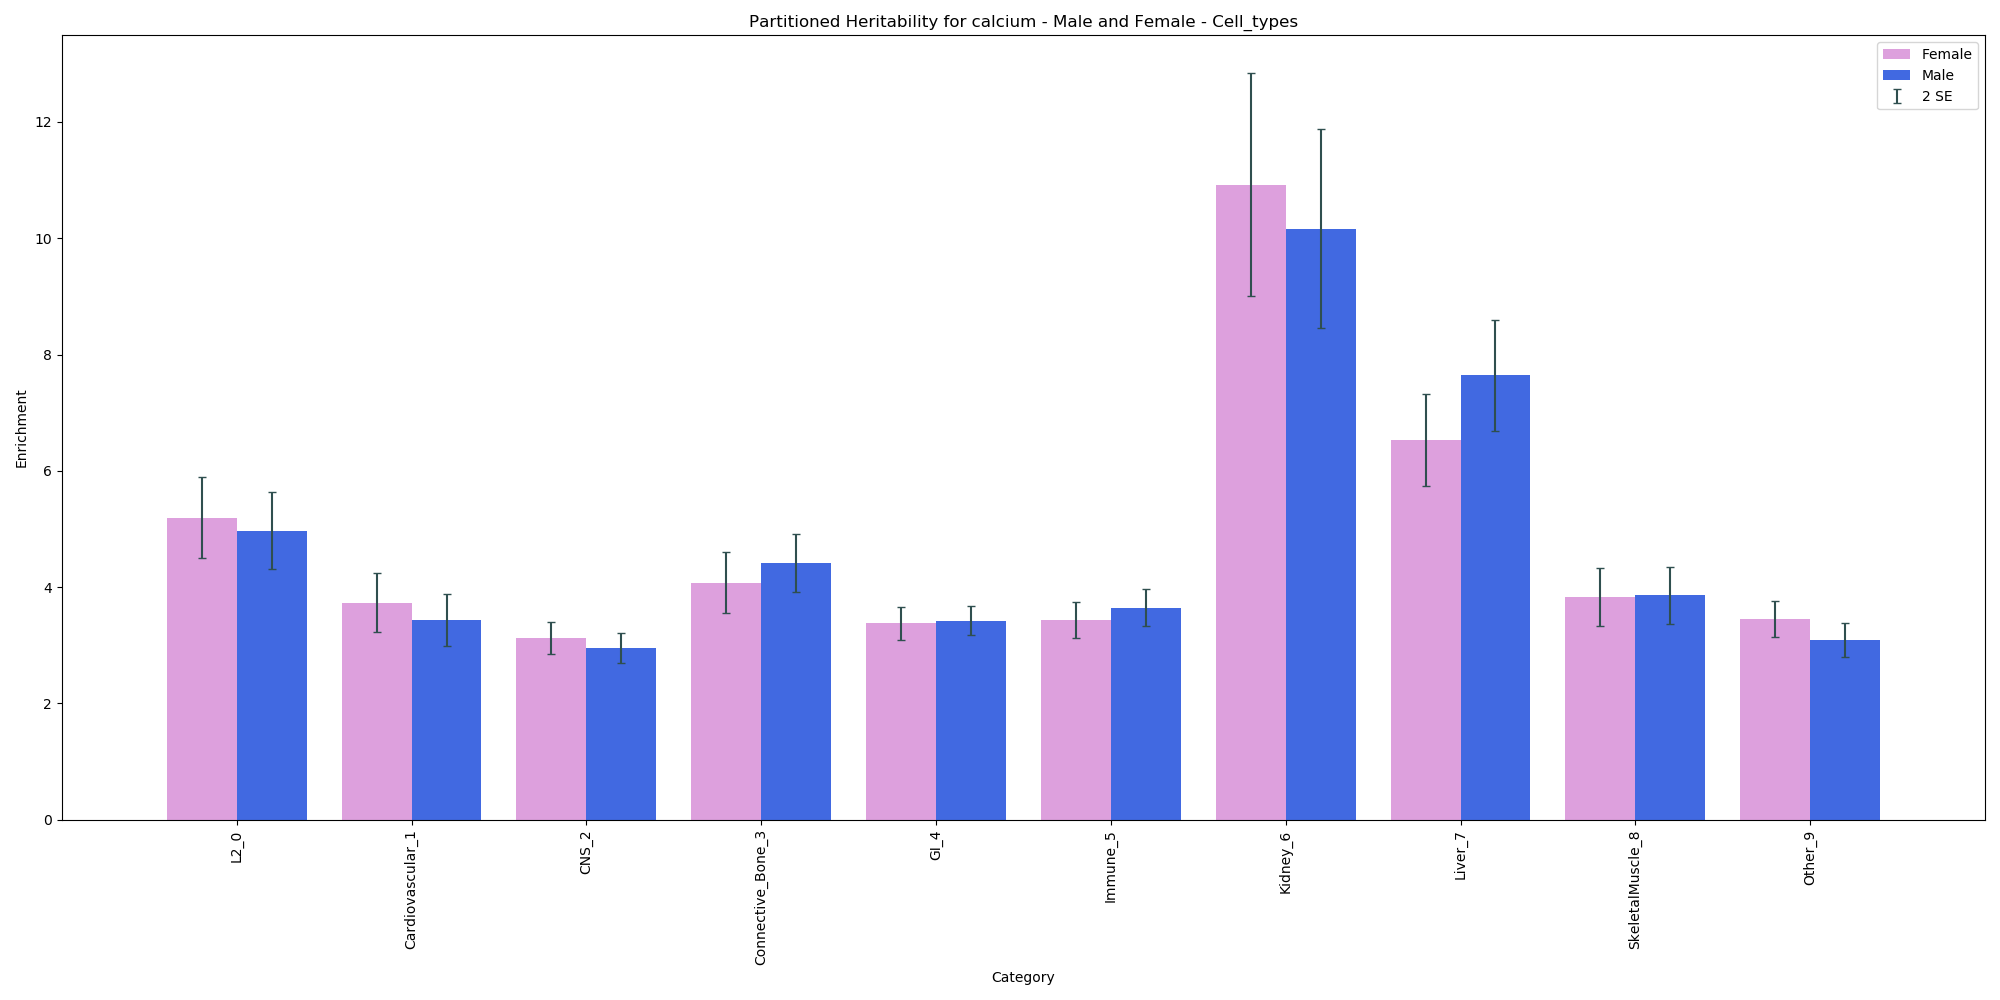 Partitioned Heritability for calcium - Male and Female - Cell_types
Female
Male
2 SE
Enrichment
12
10
8
6
4
2
0
L2_0
Cardiovascular_1
CNS_2
Connective_Bone_3
GI_4
Immune_5
Kidney_6
Liver_7
SkeletalMuscle_8
Other_9
Category